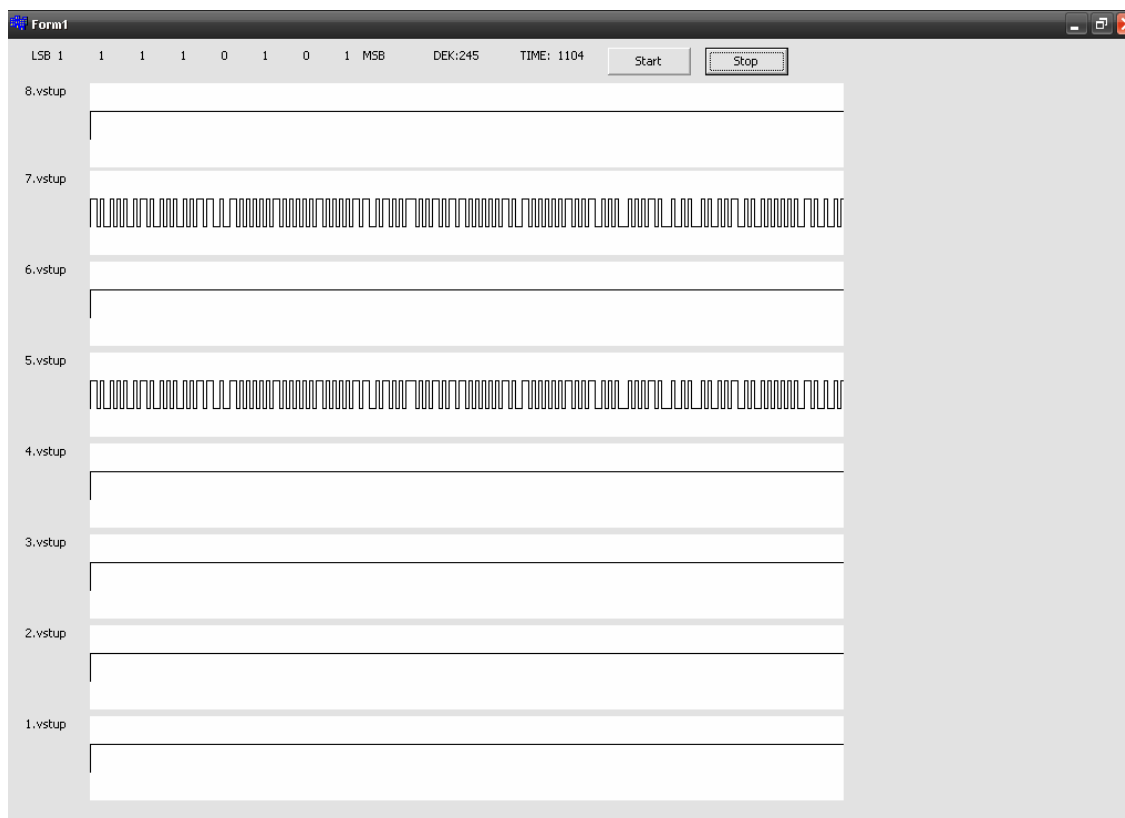 Form1
LSB 1 1 1 1 0 1 0 1 MSB DEK:245 TIME: 1104 Start Stop
8.vstup
7.vstup
6.vstup
5.vstup
4.vstup
3.vstup
2.vstup
1.vstup